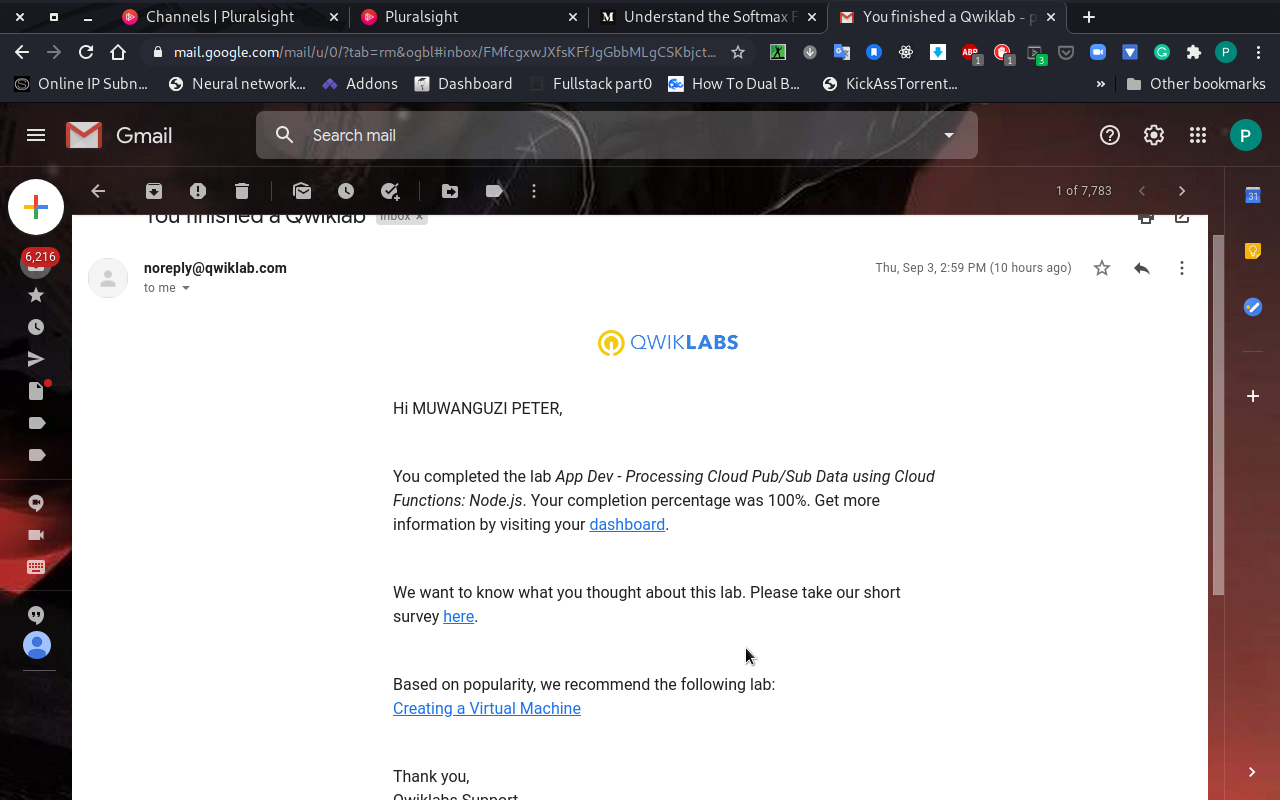 Channels | Pluralsight
Pluralsight
Understand the Softmax F
You finished a Qwiklab - p
mail.google.com/mail/u/0/?tab=rm&ogbl#inbox/FMfcgxwJXfsKFfJgGbbMLgCSKbjct...
ABP
1
1
3
P
Online IP Subn...
Neural network...
Addons
Dashboard
Fullstack part0
How To Dual B...
KickAssTorrent...
»
Other bookmarks
Gmail
Search mail
P
1 of 7,783
31
You finished a Qwiklab
Inbox ×
6,216
noreply@qwiklab.com
Thu, Sep 3, 2:59 PM (10 hours ago)
to me
QWIKLABS
Hi MUWANGUZI PETER,
You completed the lab App Dev - Processing Cloud Pub/Sub Data using Cloud
Functions: Node.js. Your completion percentage was 100%. Get more
information by visiting your dashboard.
We want to know what you thought about this lab. Please take our short
survey here.
Based on popularity, we recommend the following lab:
Creating a Virtual Machine
Thank you,
Qwiklabs Support